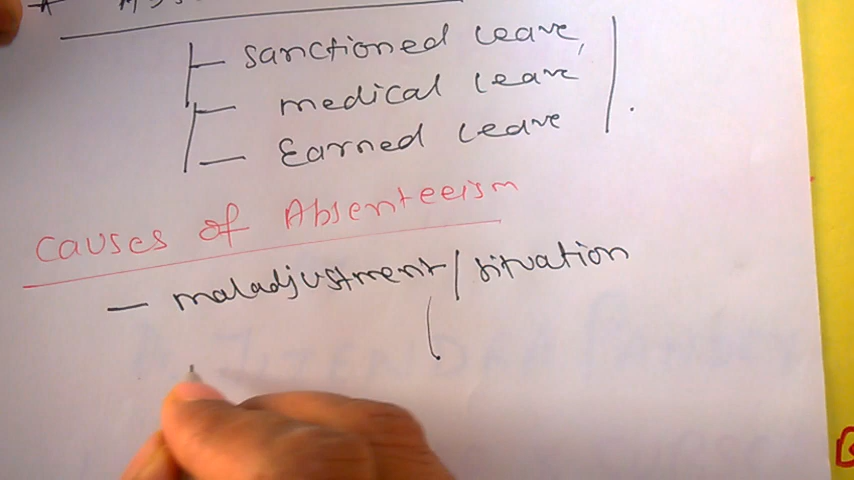 Sanctioned leave,
medical leave
Earned leave
Causes of Absenteeism
— maladjustment / situation